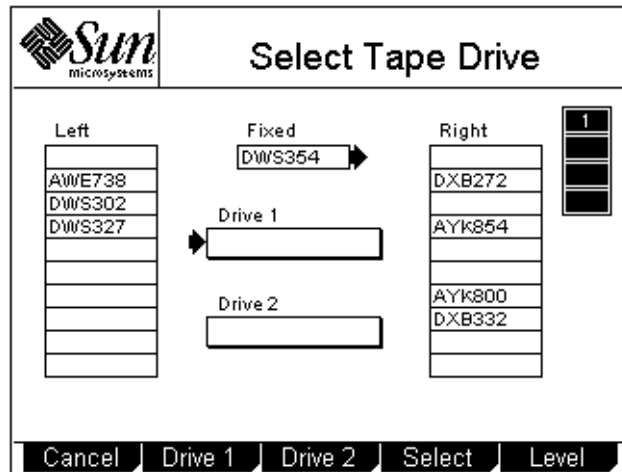 Sun
microsystems
Select Tape Drive
1
Left
Fixed
Right
DWS354
AWE738
DXB272
DWS302
DWS327
AYK854
Drive 1
Drive 2
AYK800
DXB332
Cancel
Drive 1
Drive 2
Select
Level